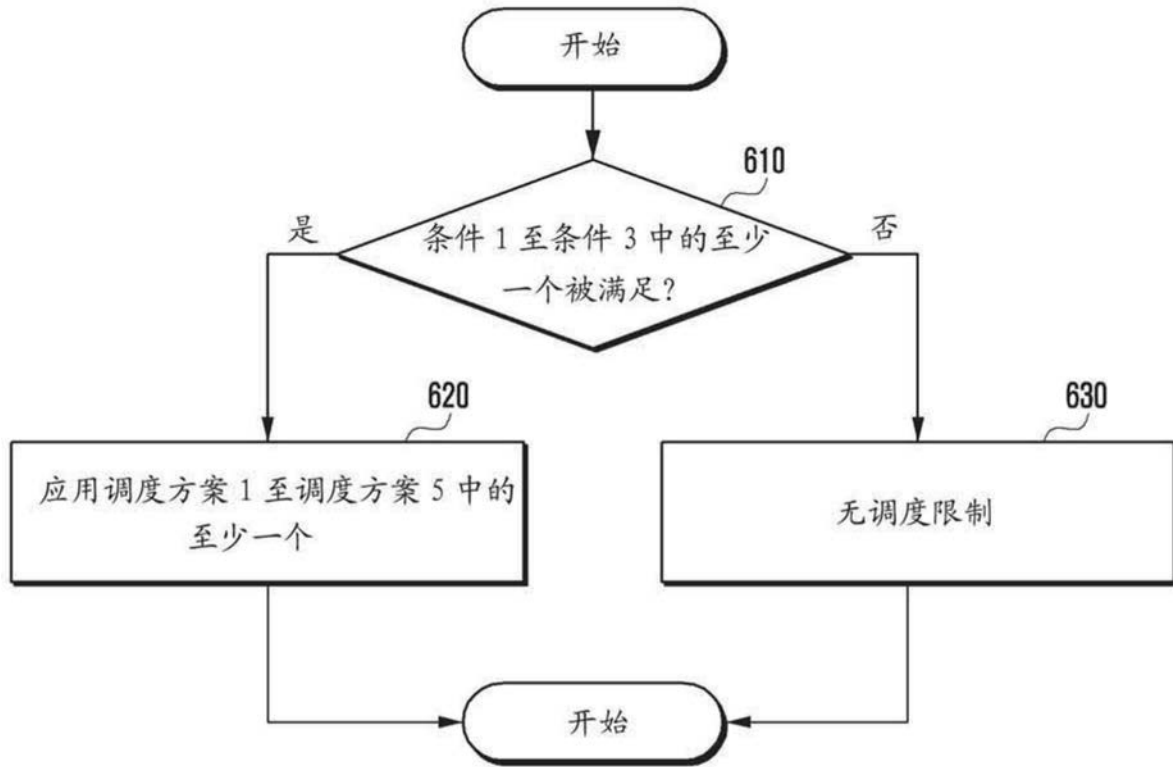 开始
610
条件 1 至条件 3 中的至少
一个被满足?
是
否
620
应用调度方案 1 至调度方案 5 中的
至少一个
630
无调度限制
开始